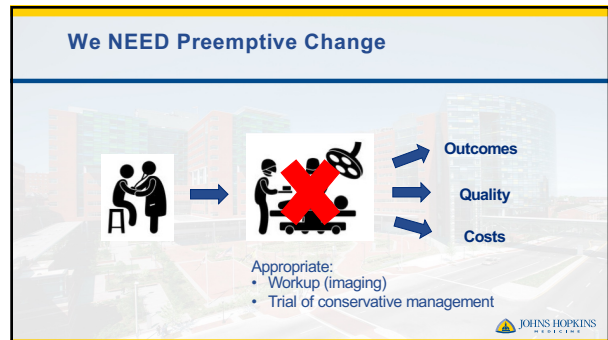 We NEED Preemptive Change
Outcomes
Quality
Costs
Appropriate:
• Workup (imaging)
• Trial of conservative management
JOHNS HOPKINS
MEDICINE